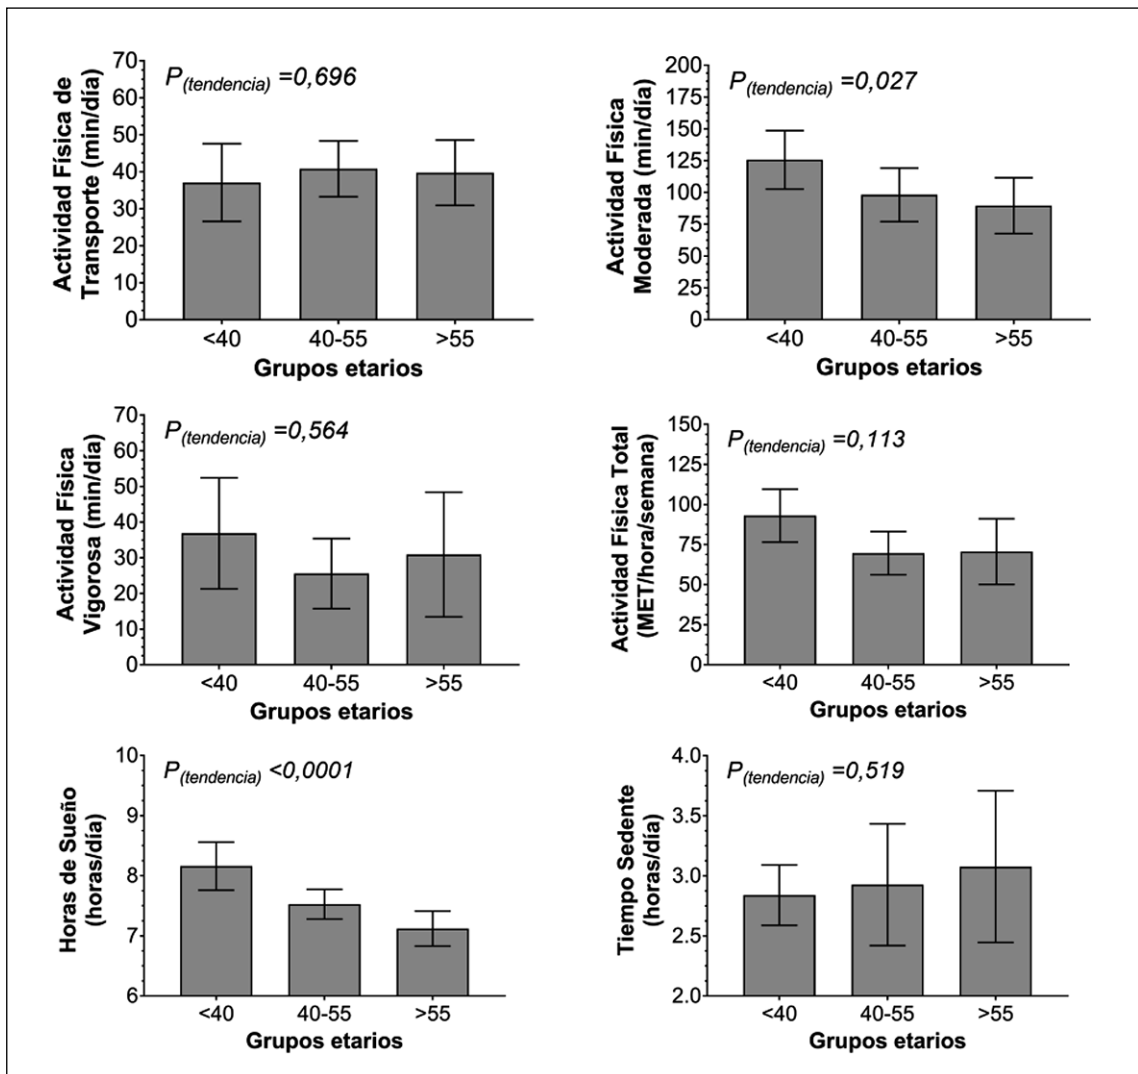 Actividad Física de
Transporte (min/día)
P(tendencia) =0,696
70
60
50
40
30
20
10
0
<40
40-55
>55
Grupos etarios
Actividad Física
Moderada (min/día)
P(tendencia) =0,027
200
175
150
125
100
75
50
25
0
<40
40-55
>55
Grupos etarios
Actividad Física
Vigorosa (min/día)
P(tendencia) =0,564
70
60
50
40
30
20
10
0
<40
40-55
>55
Grupos etarios
Actividad Física Total
(MET/hora/semana)
P(tendencia) =0,113
150
125
100
75
50
25
0
<40
40-55
>55
Grupos etarios
Horas de Sueño
(horas/día)
P(tendencia) <0,0001
10
9
8
7
6
<40
40-55
>55
Grupos etarios
Tiempo Sedente
(horas/día)
P(tendencia) =0,519
4.0
3.5
3.0
2.5
2.0
<40
40-55
>55
Grupos etarios